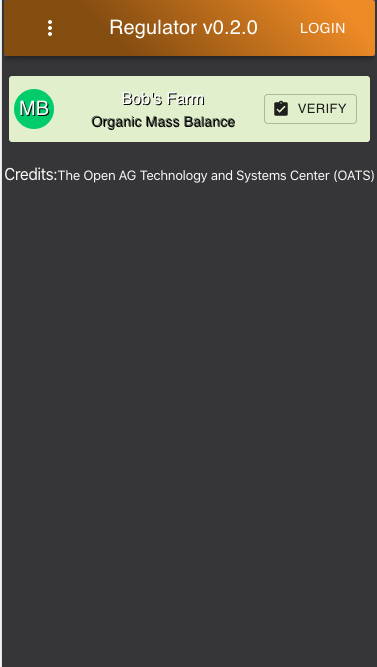 Regulator v0.2.0 LOGIN
MB
Bob's Farm
Organic Mass Balance
VERIFY
Credits:The Open AG Technology and Systems Center (OATS)